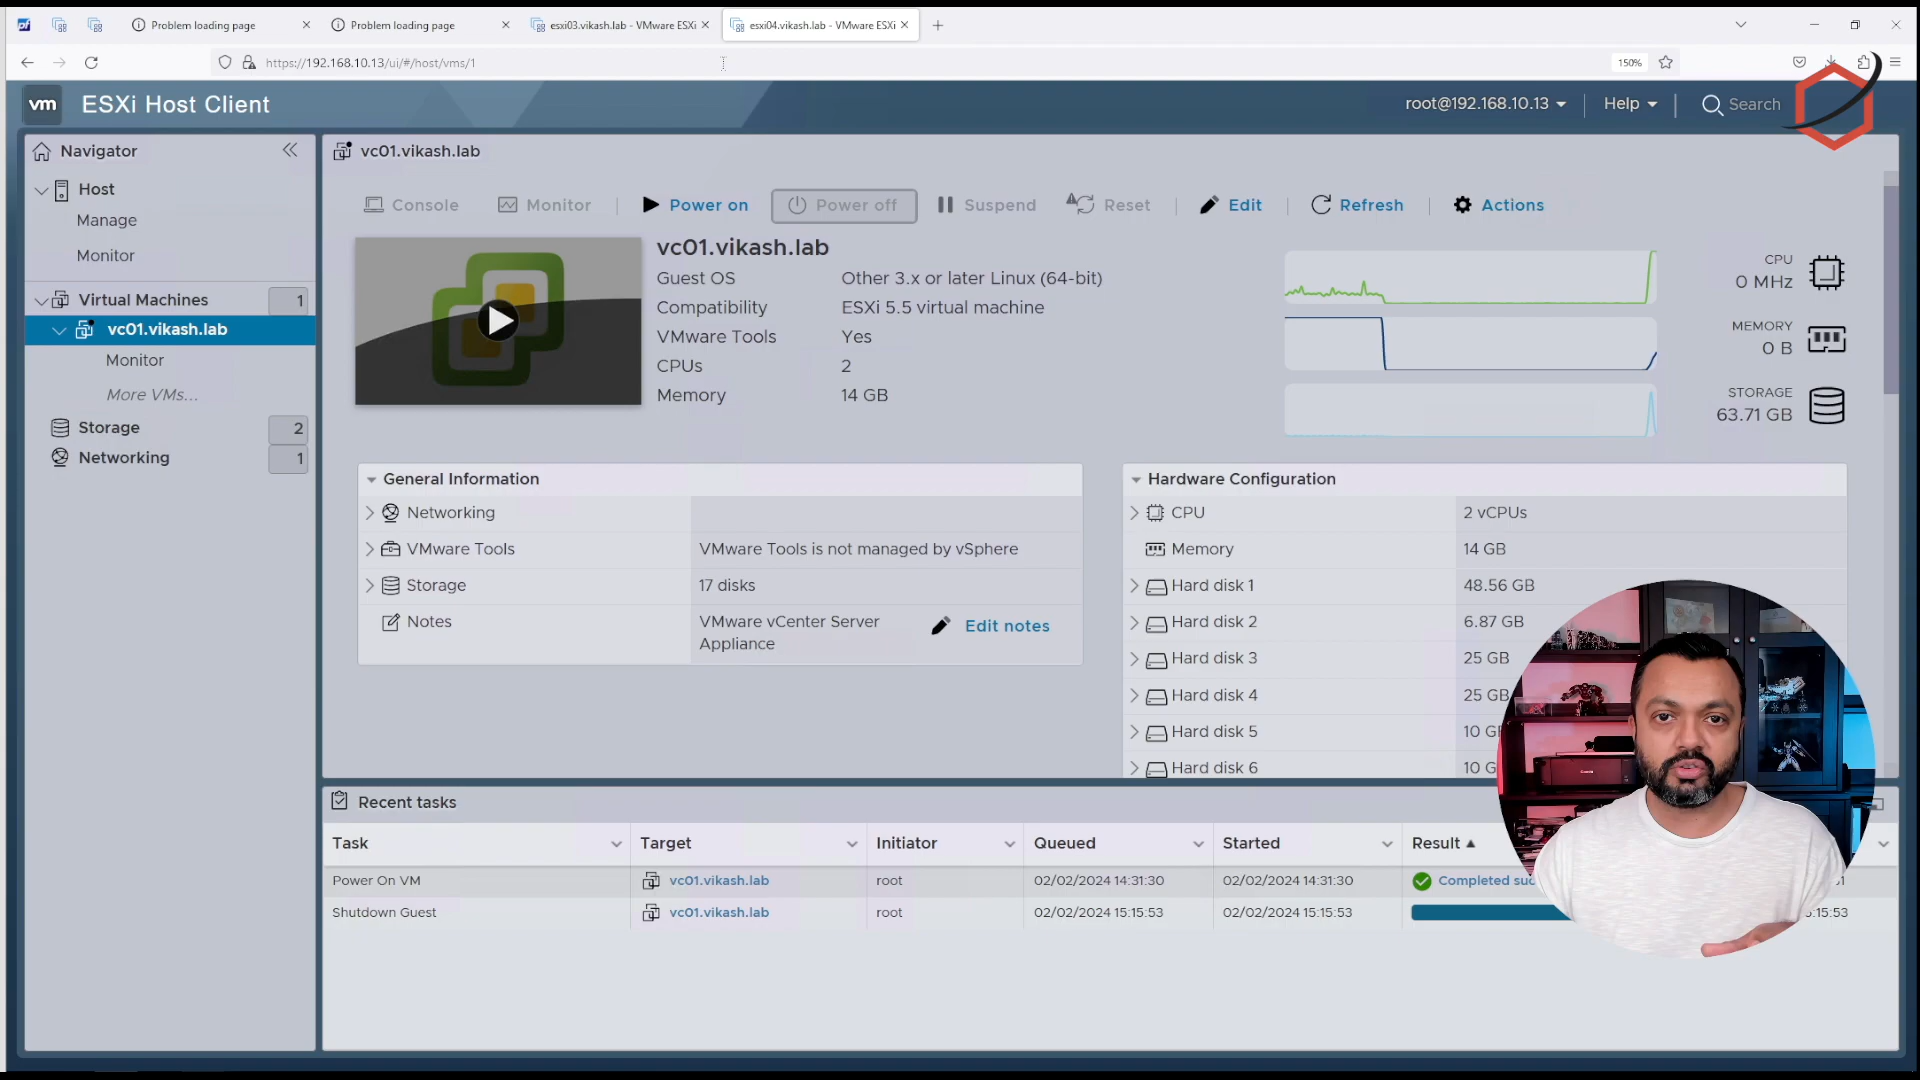 Problem loading page
Problem loading page
esxi03.vikash.lab - VMware ESXi
esxi04.vikash.lab - VMware ESXi
https://192.168.10.13/ui/#/host/vms/1
150%
vm
ESXi Host Client
root@192.168.10.13
Help
Search
Navigator
Host
Manage
Monitor
Virtual Machines
1
vc01.vikash.lab
Monitor
More VMs...
Storage
2
Networking
1
vc01.vikash.lab
Console
Monitor
Power on
Power off
Suspend
Reset
Edit
Refresh
Actions
vc01.vikash.lab
Guest OS Other 3.x or later Linux (64-bit)
Compatibility ESXi 5.5 virtual machine
VMware Tools Yes
CPUs 2
Memory 14 GB
CPU
0 MHz
MEMORY
0 B
STORAGE
63.71 GB
General Information
Networking
VMware Tools VMware Tools is not managed by vSphere
Storage 17 disks
Notes VMware vCenter Server
Appliance
Edit notes
Hardware Configuration
CPU 2 vCPUs
Memory 14 GB
Hard disk 1 48.56 GB
Hard disk 2 6.87 GB
Hard disk 3 25 GB
Hard disk 4 25 GB
Hard disk 5 10 G
Hard disk 6 10 G
Recent tasks
Task Target Initiator Queued Started Result
Power On VM vc01.vikash.lab root 02/02/2024 14:31:30 02/02/2024 14:31:30 Completed suc
Shutdown Guest vc01.vikash.lab root 02/02/2024 15:15:53 02/02/2024 15:15:53 5:15:53